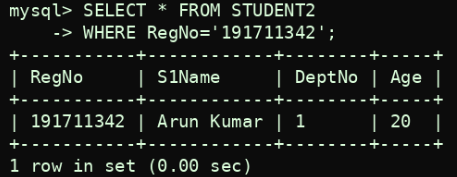 mysql> SELECT * FROM STUDENT2
    -> WHERE RegNo='191711342';
+-----------+------------+--------+-----+
| RegNo     | S1Name     | DeptNo | Age |
+-----------+------------+--------+-----+
| 191711342 | Arun Kumar | 1      | 20  |
+-----------+------------+--------+-----+
1 row in set (0.00 sec)